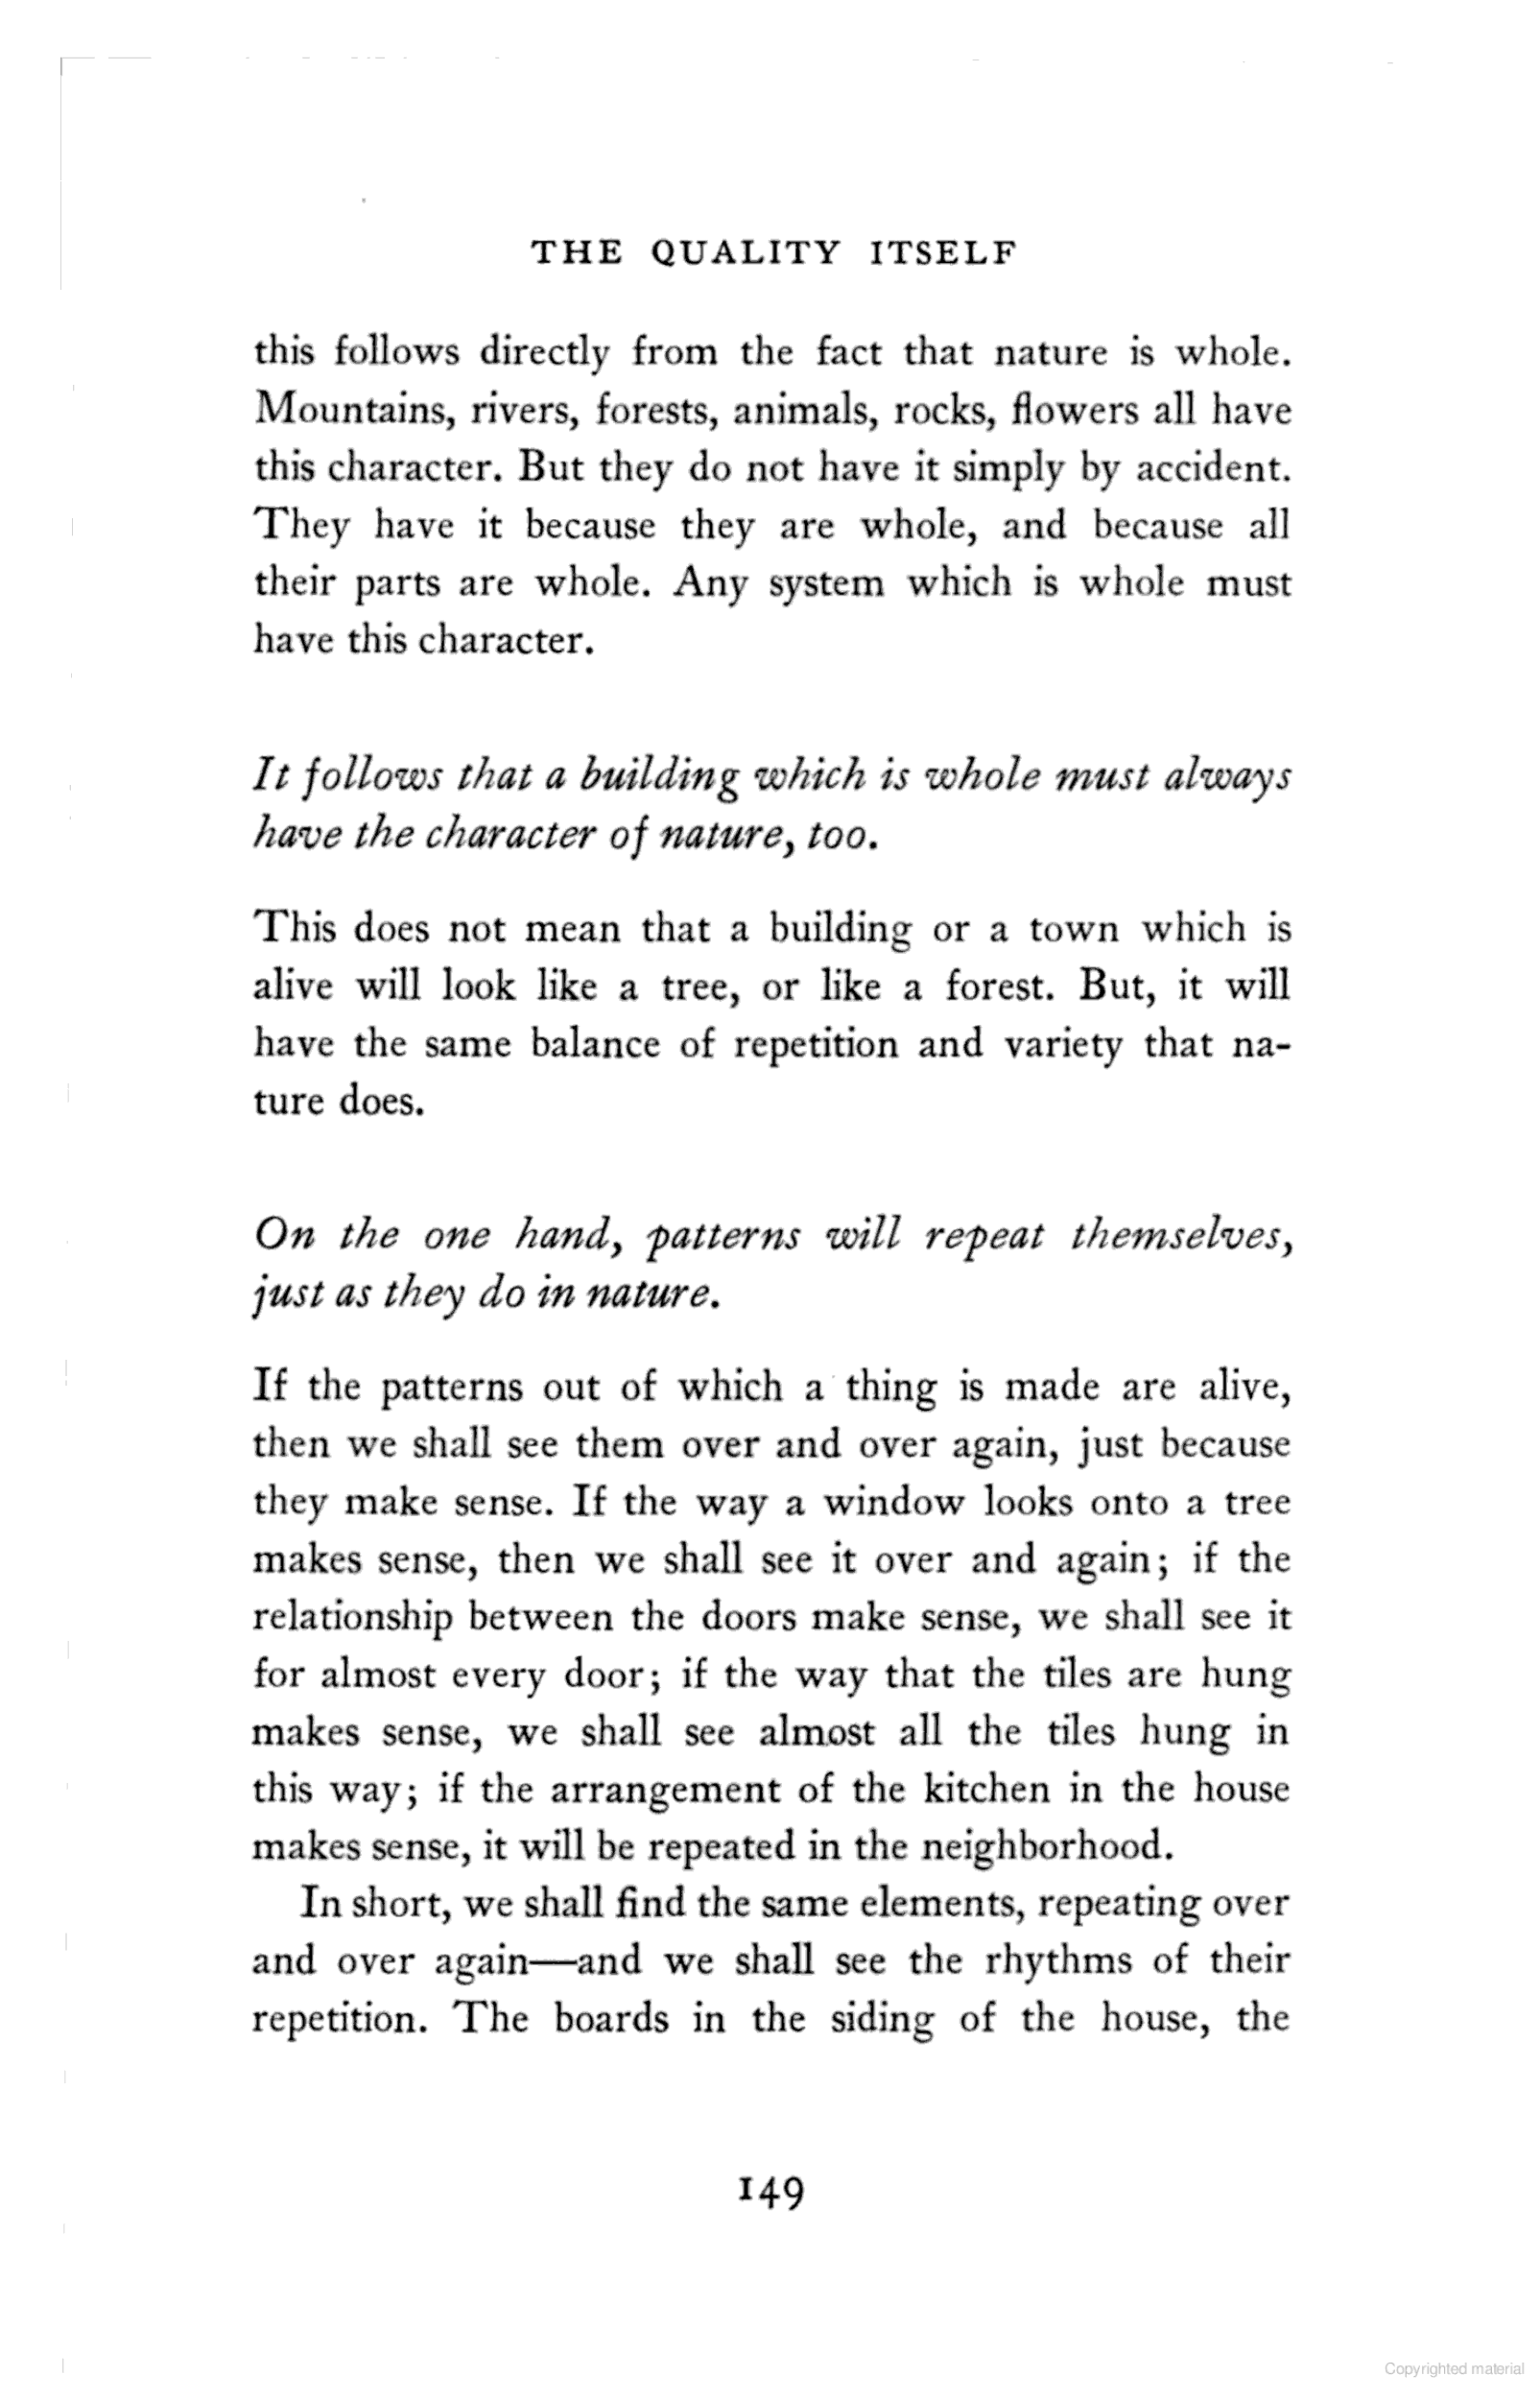 THE QUALITY ITSELF
this follows directly from the fact that nature is whole.
Mountains, rivers, forests, animals, rocks, flowers all have
this character. But they do not have it simply by accident.
They have it because they are whole, and because all
their parts are whole. Any system which is whole must
have this character.
It follows that a building which is whole must always
have the character of nature, too.
This does not mean that a building or a town which is
alive will look like a tree, or like a forest. But, it will
have the same balance of repetition and variety that na-
ture does.
On the one hand, patterns will repeat themselves,
just as they do in nature.
If the patterns out of which a thing is made are alive,
then we shall see them over and over again, just because
they make sense. If the way a window looks onto a tree
makes sense, then we shall see it over and again; if the
relationship between the doors make sense, we shall see it
for almost every door; if the way that the tiles are hung
makes sense, we shall see almost all the tiles hung in
this way; if the arrangement of the kitchen in the house
makes sense, it will be repeated in the neighborhood.
In short, we shall find the same elements, repeating over
and over again—and we shall see the rhythms of their
repetition. The boards in the siding of the house, the
149
Copyrighted material